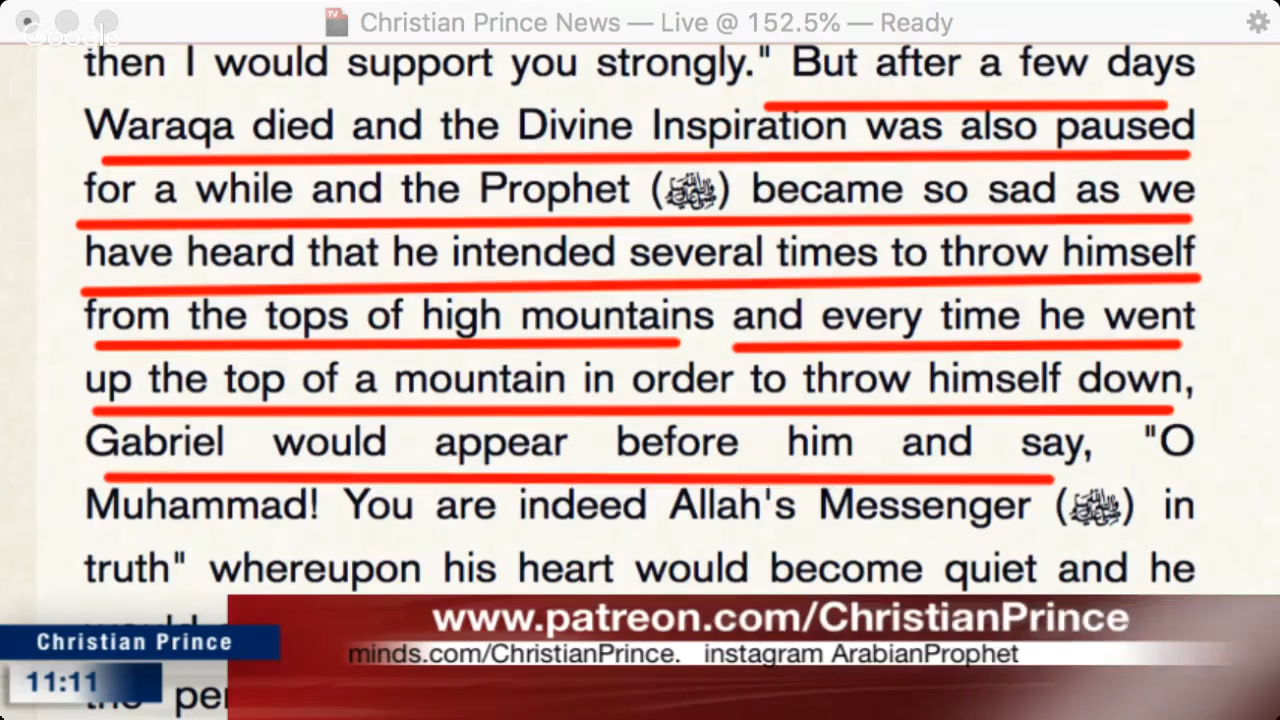 Christian Prince News — Live @ 152.5% — Ready
Google
then I would support you strongly." But after a few days
Waraqa died and the Divine Inspiration was also paused
for a while and the Prophet (ﷺ) became so sad as we
have heard that he intended several times to throw himself
from the tops of high mountains and every time he went
up the top of a mountain in order to throw himself down,
Gabriel would appear before him and say, "O
Muhammad! You are indeed Allah's Messenger (ﷺ) in
truth" whereupon his heart would become quiet and he
www.patreon.com/ChristianPrince
Christian Prince
minds.com/ChristianPrince. instagram ArabianProphet
11:11